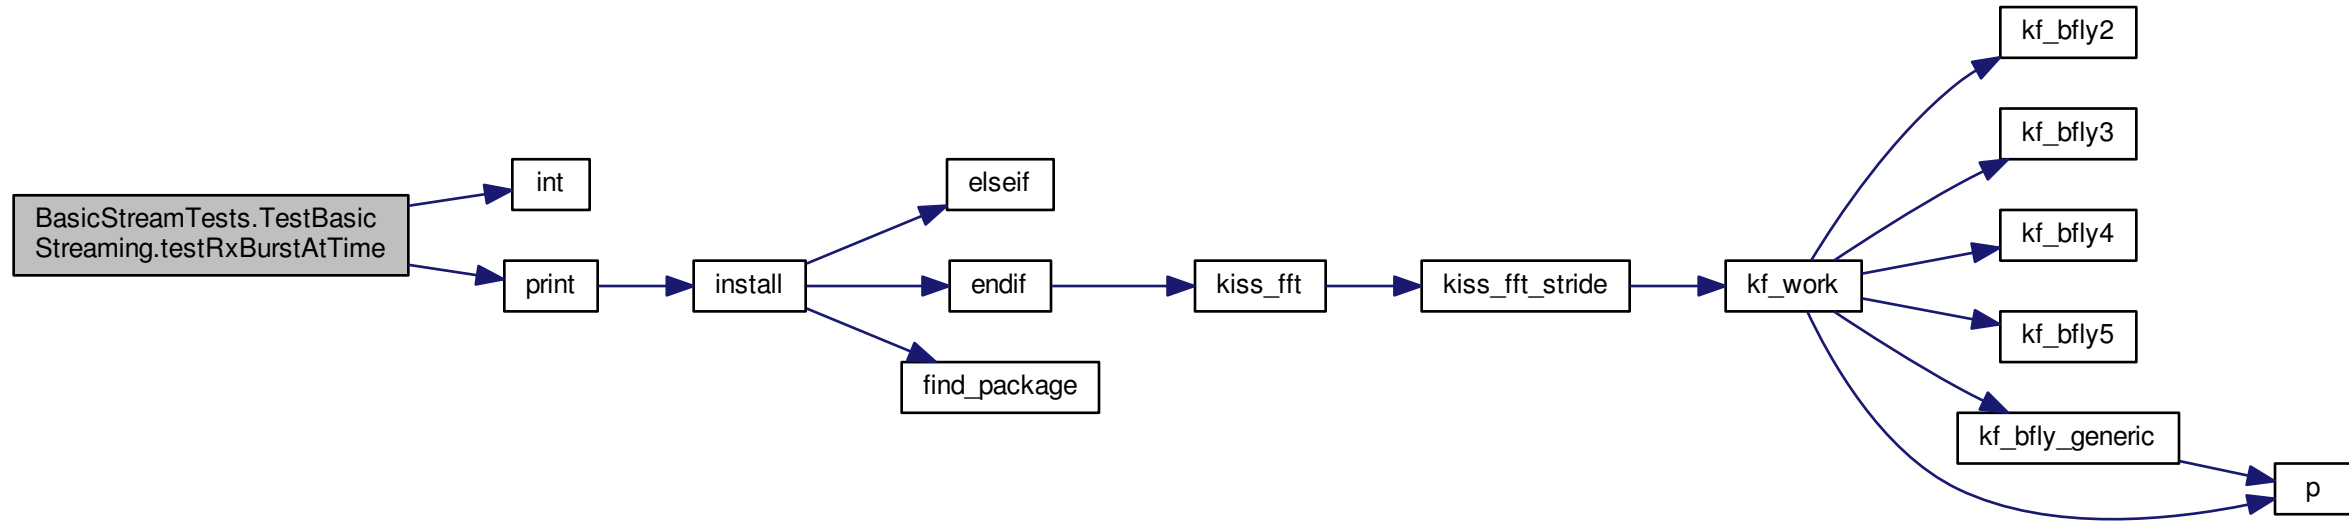 BasicStreamTests.TestBasic
Streaming.testRxBurstAtTime
int
print
install
elseif
endif
find_package
kiss_fft
kiss_fft_stride
kf_work
kf_bfly2
kf_bfly3
kf_bfly4
kf_bfly5
kf_bfly_generic
p